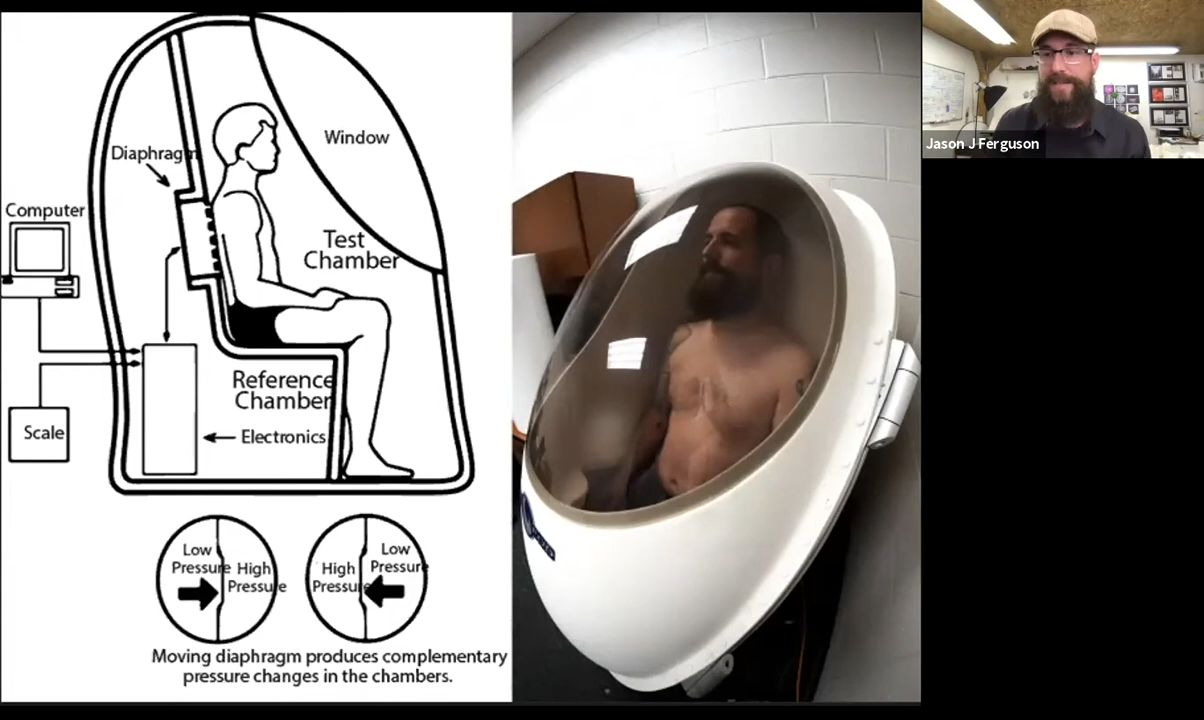 Window
Diaphragm
Computer
Test
Chamber
Reference
Chamber
Scale
Electronics
Low
Pressure
High
Pressure
High
Pressure
Low
Pressure
Moving diaphragm produces complementary
pressure changes in the chambers.
Jason J Ferguson